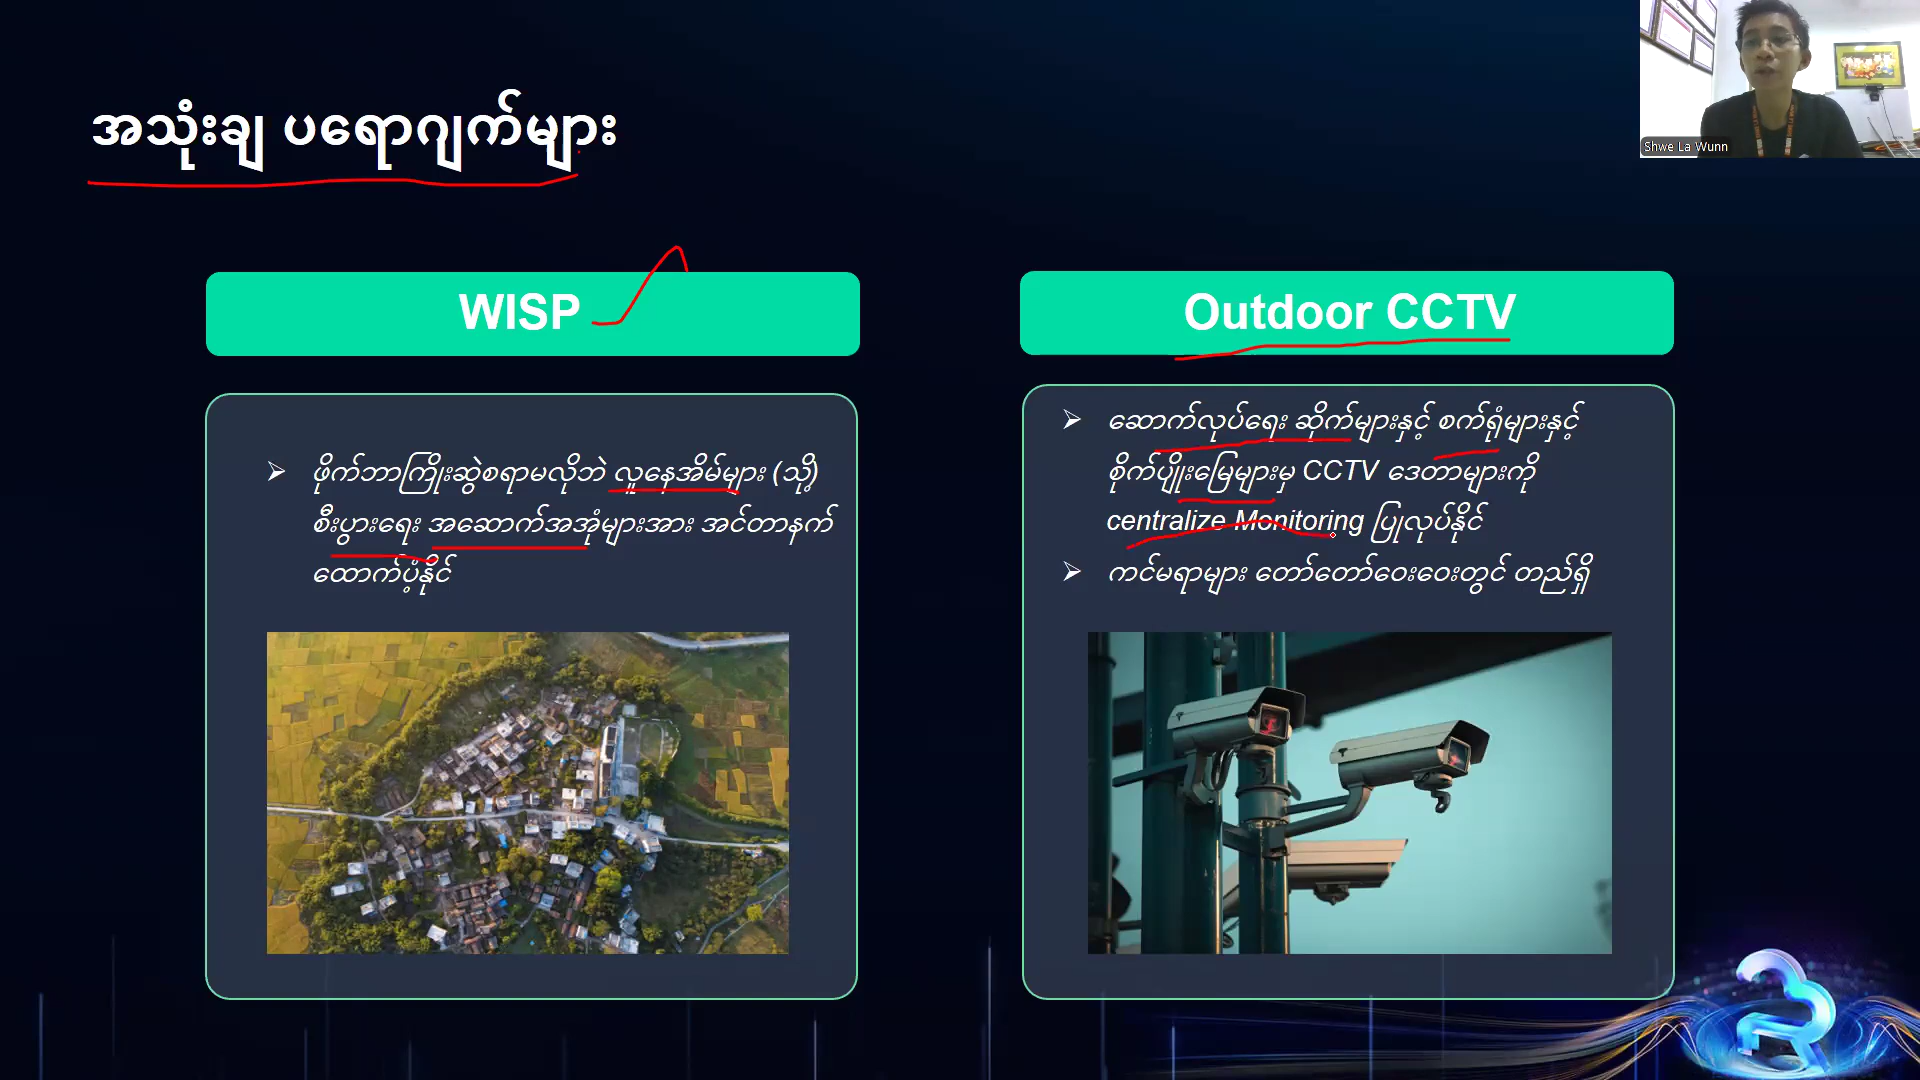 အသုံးချ ပရောဂျက်များ
Shwe La Wunn
WISP
ဖိုက်ဘာကြိုးဆွဲစရာမလိုဘဲ လူနေအိမ်များ (သို့)
စီးပွားရေး အဆောက်အအုံများအား အင်တာနက်
ထောက်ပံ့နိုင်
Outdoor CCTV
ဆောက်လုပ်ရေး ဆိုက်များနှင့် စက်ရုံများနှင့်
စိုက်ပျိုးမြေများမှ CCTV ဒေတာများကို
centralize Monitoring ပြုလုပ်နိုင်
ကင်မရာများ တော်တော်ဝေးဝေးတွင် တည်ရှိ